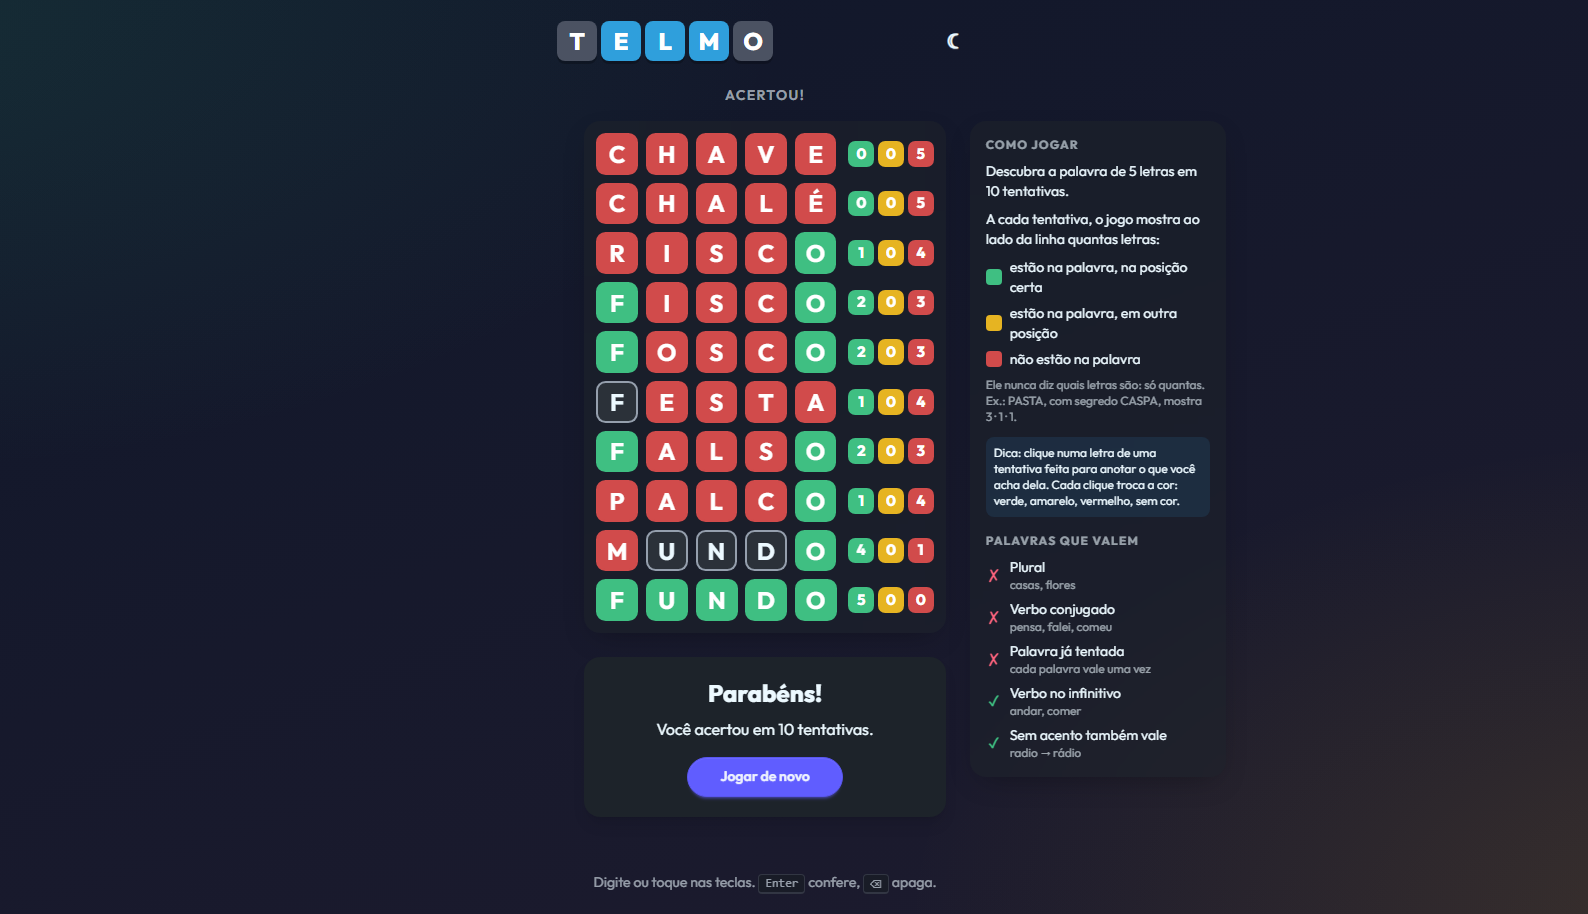 TELMO
ACERTOU!
CHAVE 0 0 5
CHALÉ 0 0 5
RISCO 1 0 4
FISCO 2 0 3
FOSCO 2 0 3
FESTA 1 0 4
FALSO 2 0 3
PALCO 1 0 4
MUNDO 4 0 1
FUNDO 5 0 0
Parabéns!
Você acertou em 10 tentativas.
Jogar de novo
COMO JOGAR
Descubra a palavra de 5 letras em
10 tentativas.
A cada tentativa, o jogo mostra ao
lado da linha quantas letras:
estão na palavra, na posição
certa
estão na palavra, em outra
posição
não estão na palavra
Ele nunca diz quais letras são: só quantas.
Ex.: PASTA, com segredo CASPA, mostra
3·1·1.
Dica: clique numa letra de uma
tentativa feita para anotar o que você
acha dela. Cada clique troca a cor:
verde, amarelo, vermelho, sem cor.
PALAVRAS QUE VALEM
✗ Plural
casas, flores
✗ Verbo conjugado
pensa, falei, comeu
✗ Palavra já tentada
cada palavra vale uma vez
✓ Verbo no infinitivo
andar, comer
✓ Sem acento também vale
radio → rádio
Digite ou toque nas teclas. Enter confere, ⌫ apaga.